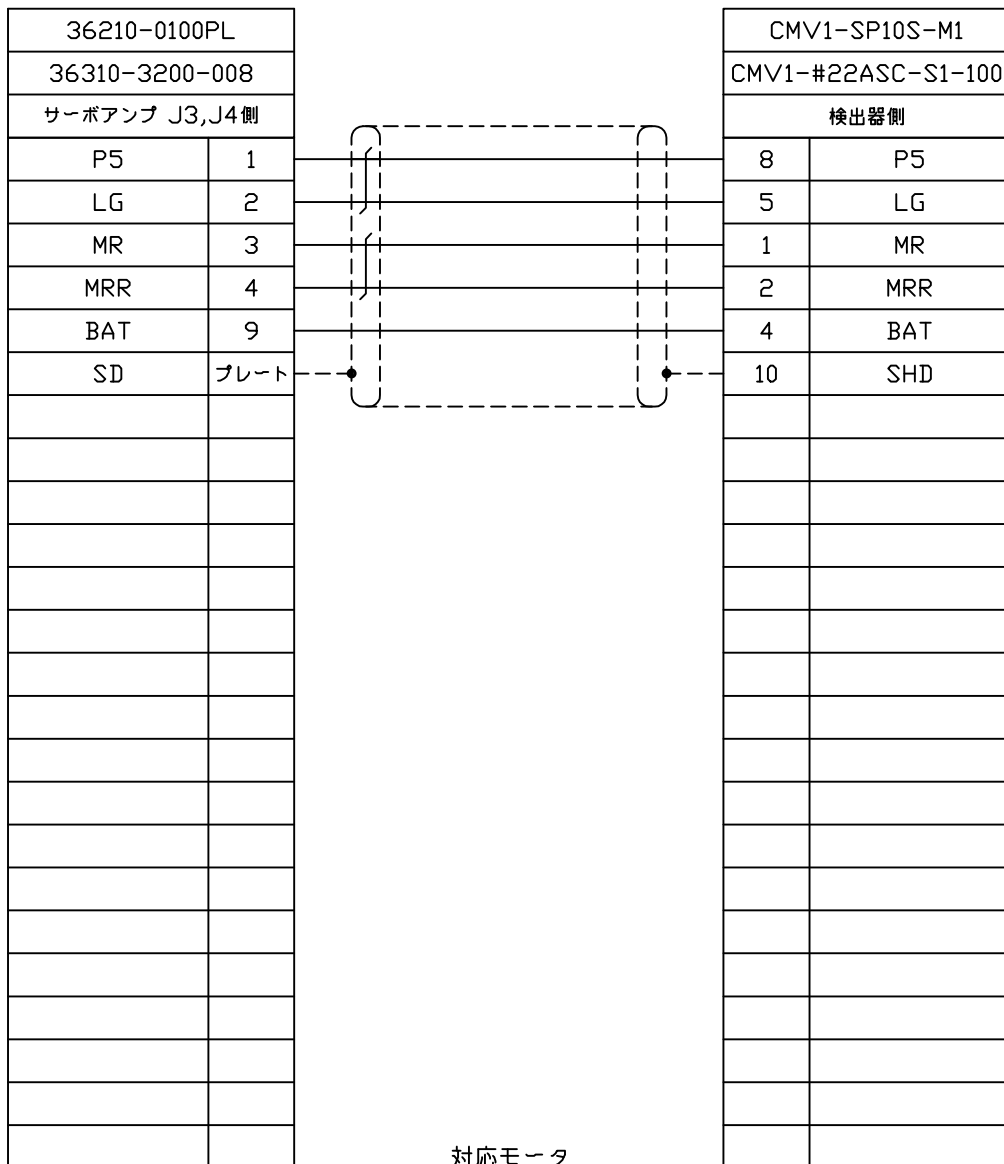 36210-0100PL CMV1-SP10S-M1
36310-3200-008 CMV1-#22ASC-S1-100
サーボアンプ J3,J4側 検出器側
P5 1 8 P5
LG 2 5 LG
MR 3 1 MR
MRR 4 2 MRR
BAT 9 4 BAT
SD プレート 10 SHD
対応モータ